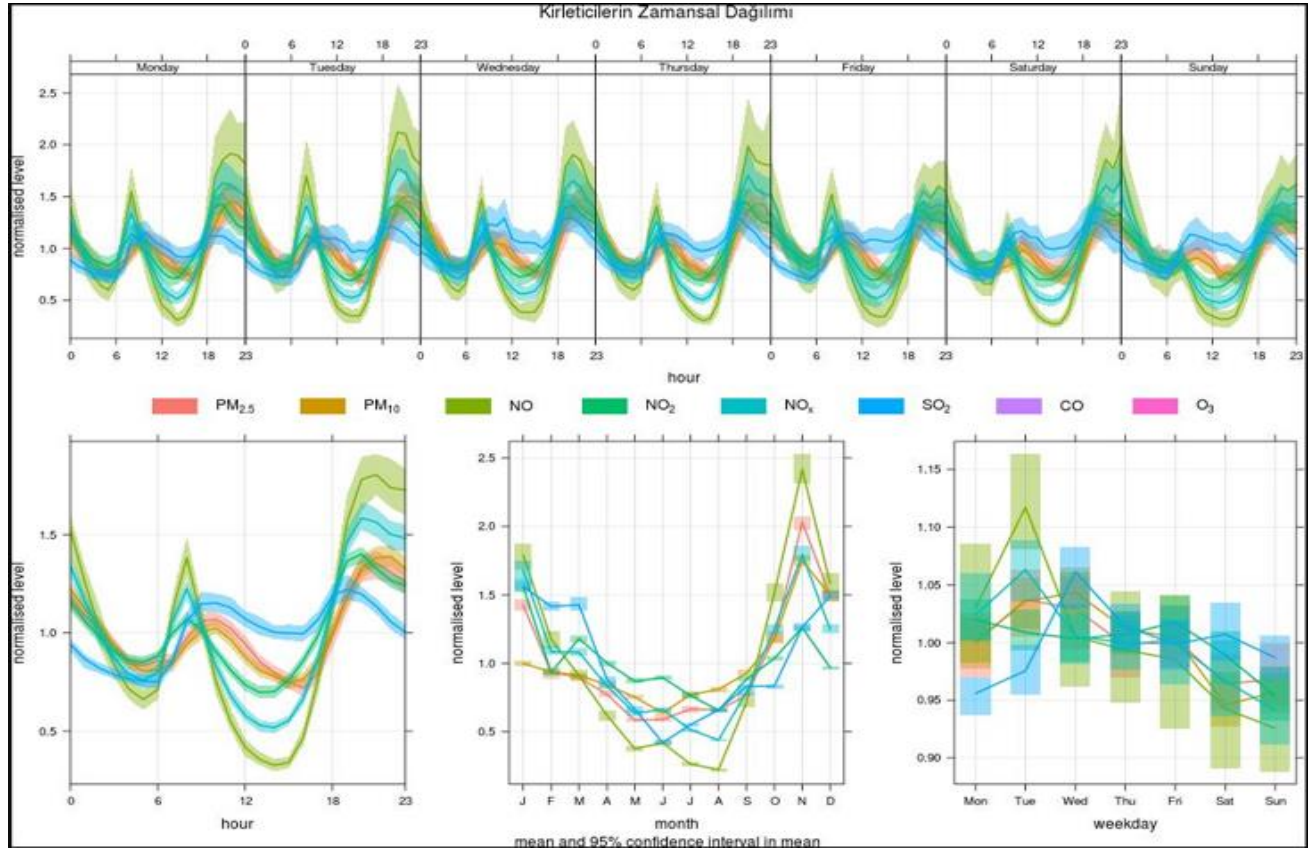 Kirleticilerin Zamansal Dağılımı
0 6 12 18 23 0 6 12 18 23 0 6 12 18 23
Monday Tuesday Wednesday Thursday Friday Saturday Sunday
normalised level
2.5
2.0
1.5
1.0
0.5
0 6 12 18 23 0 6 12 18 23 0 6 12 18 23 0 6 12 18 23
hour
PM2.5 PM10 NO NO2 NOx SO2 CO O3
normalised level
1.5
1.0
0.5
0 6 12 18 23
hour
normalised level
2.5
2.0
1.5
1.0
0.5
J F M A M J J A S O N D
month
normalised level
1.15
1.10
1.05
1.00
0.95
0.90
Mon Tue Wed Thu Fri Sat Sun
weekday
mean and 95% confidence interval in mean